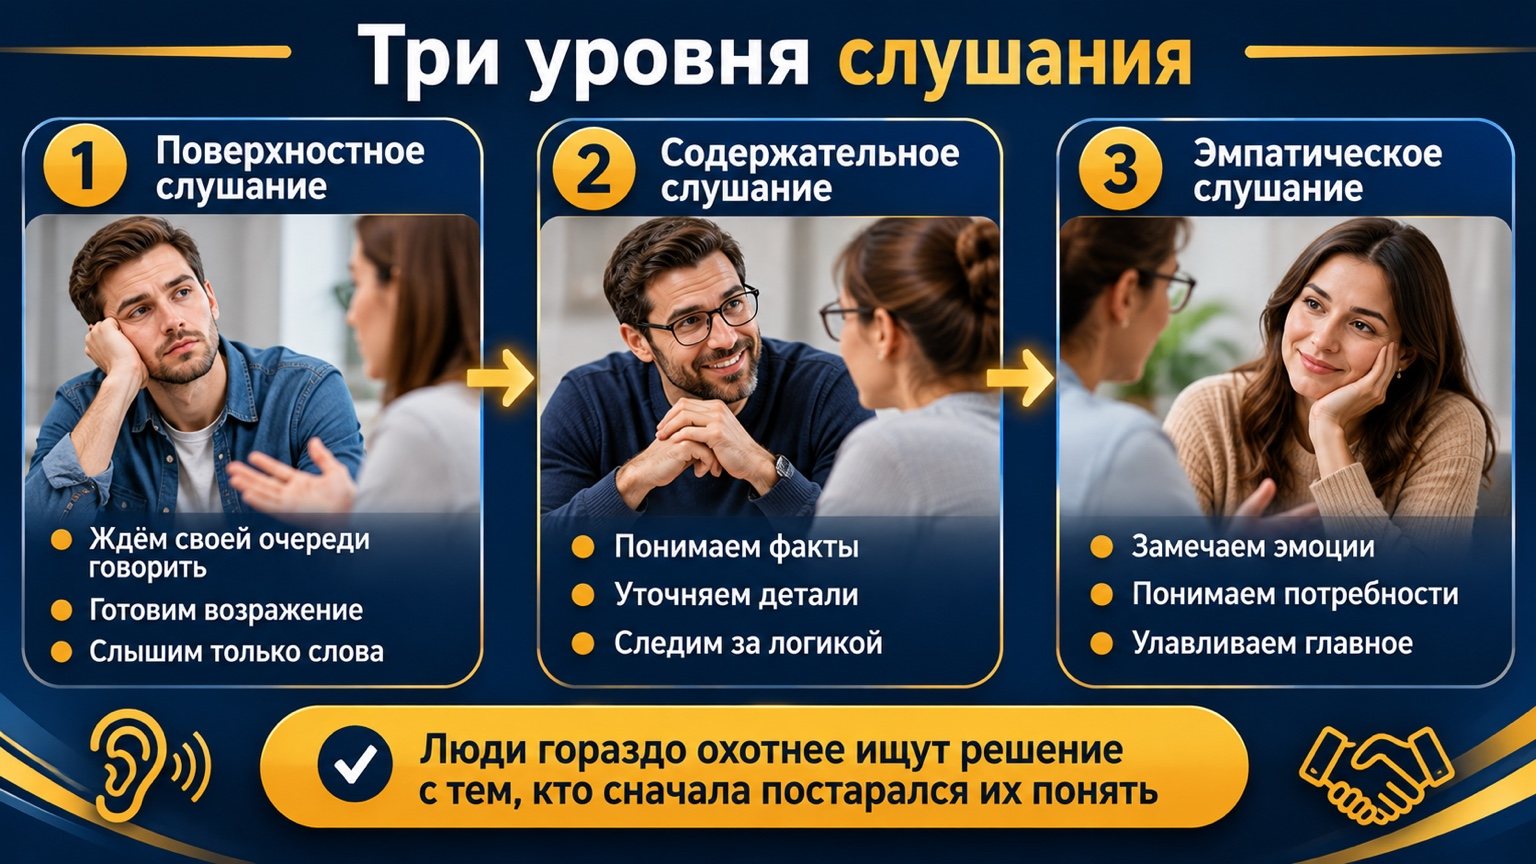 Три уровня слушания
1
Поверхностное
слушание
Ждём своей очереди
говорить
Готовим возражение
Слышим только слова
2
Содержательное
слушание
Понимаем факты
Уточняем детали
Следим за логикой
3
Эмпатическое
слушание
Замечаем эмоции
Понимаем потребности
Улавливаем главное
Люди гораздо охотнее ищут решение
с тем, кто сначала постарался их понять